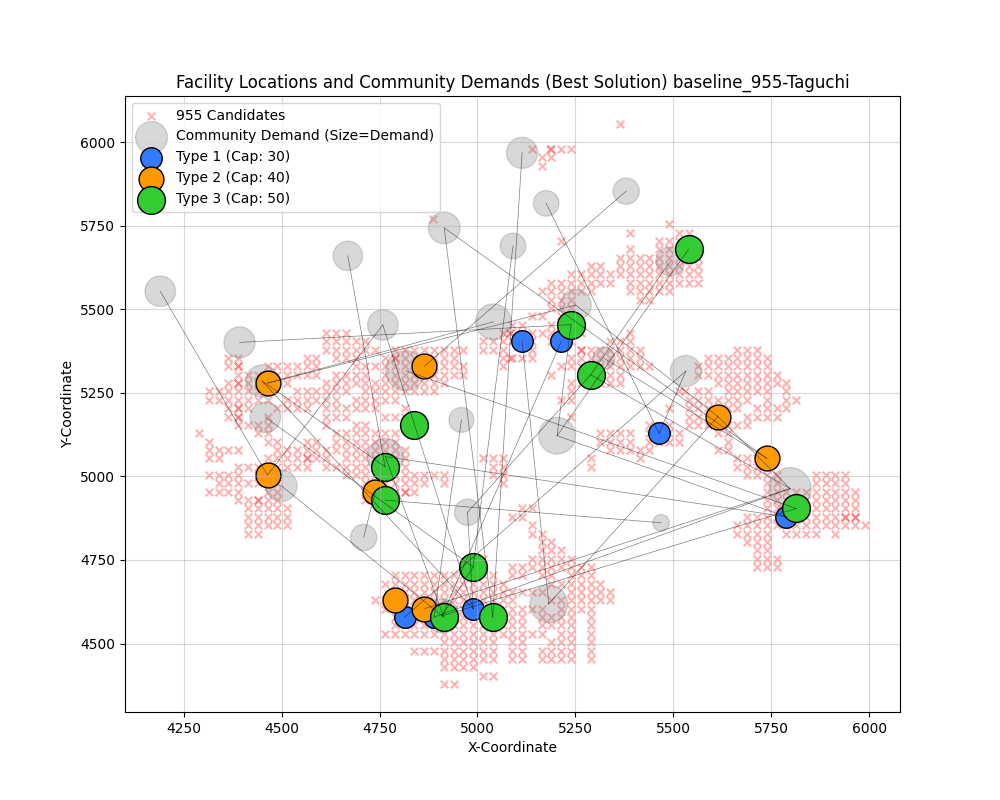 Facility Locations and Community Demands (Best Solution) baseline_955-Taguchi
955 Candidates
Community Demand (Size=Demand)
Type 1 (Cap: 30)
Type 2 (Cap: 40)
Type 3 (Cap: 50)
6000
5750
5500
5250
5000
4750
4500
Y-Coordinate
4250 4500 4750 5000 5250 5500 5750 6000
X-Coordinate